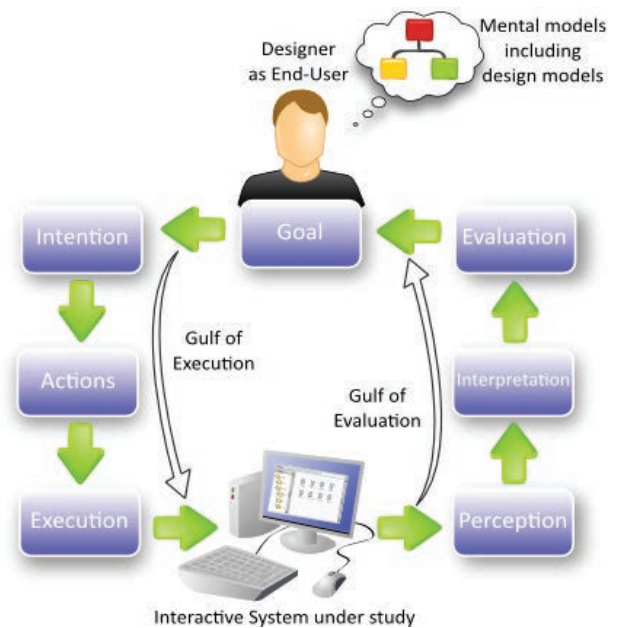 Designer
as End-User
Mental models
including
design models
Intention
Goal
Evaluation
Gulf of
Execution
Actions
Gulf of
Evaluation
Interpretation
Execution
Perception
Interactive System under study